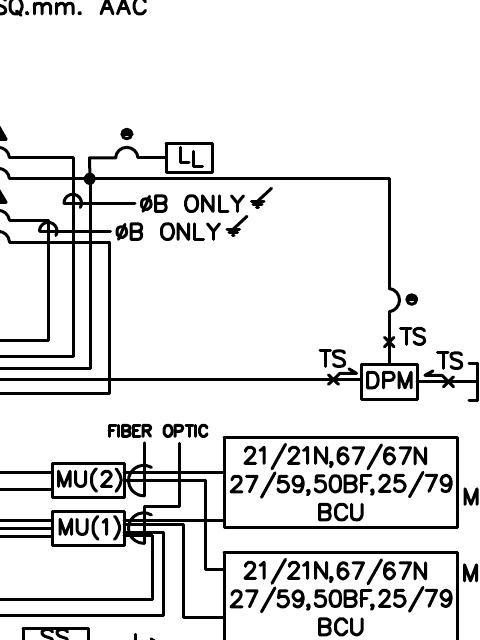 SQ.mm. AAC
LL
ØB ONLY
ØB ONLY
TS
TS
TS
DPM
FIBER OPTIC
21/21N,67/67N
27/59,50BF,25/79
BCU
MU(2)
MU(1)
M
21/21N,67/67N
27/59,50BF,25/79
BCU
M
SS